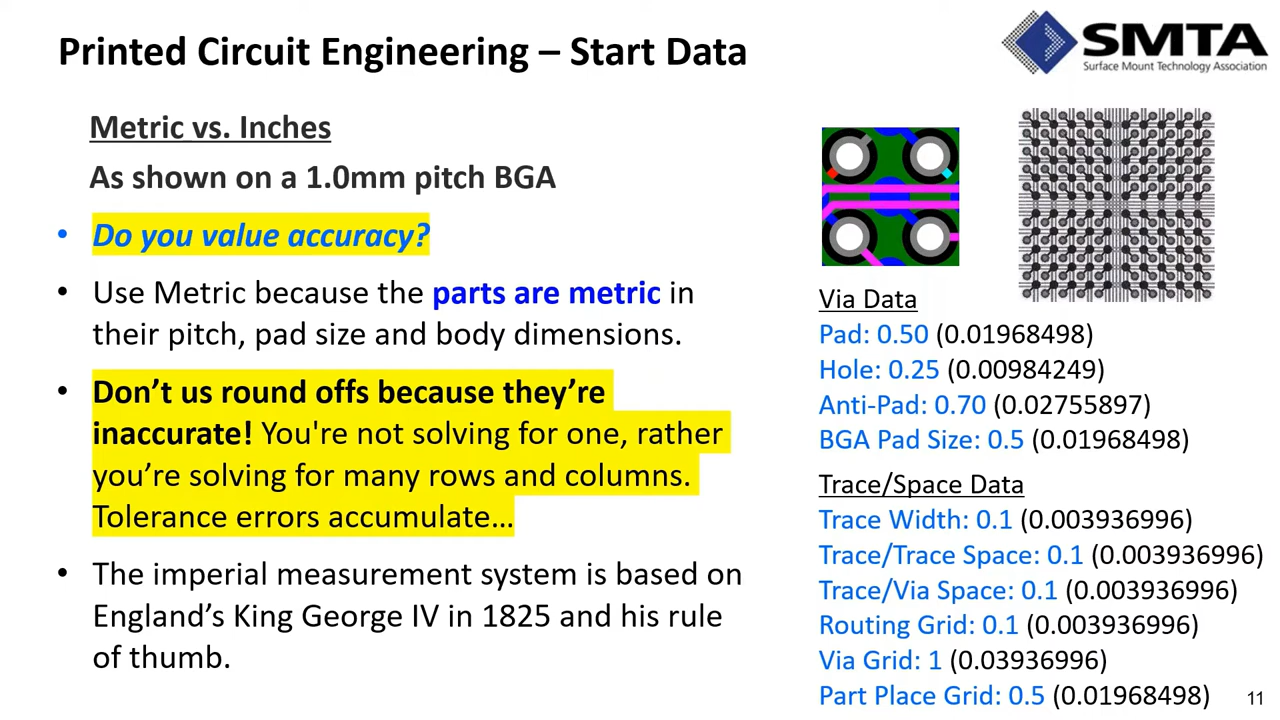 Printed Circuit Engineering – Start Data
SMTA
Surface Mount Technology Association
Metric vs. Inches
As shown on a 1.0mm pitch BGA
• Do you value accuracy?
• Use Metric because the parts are metric in
their pitch, pad size and body dimensions.
• Don’t us round offs because they’re
inaccurate! You're not solving for one, rather
you’re solving for many rows and columns.
Tolerance errors accumulate…
• The imperial measurement system is based on
England’s King George IV in 1825 and his rule
of thumb.
Via Data
Pad: 0.50 (0.01968498)
Hole: 0.25 (0.00984249)
Anti-Pad: 0.70 (0.02755897)
BGA Pad Size: 0.5 (0.01968498)
Trace/Space Data
Trace Width: 0.1 (0.003936996)
Trace/Trace Space: 0.1 (0.003936996)
Trace/Via Space: 0.1 (0.003936996)
Routing Grid: 0.1 (0.003936996)
Via Grid: 1 (0.03936996)
Part Place Grid: 0.5 (0.01968498)
11